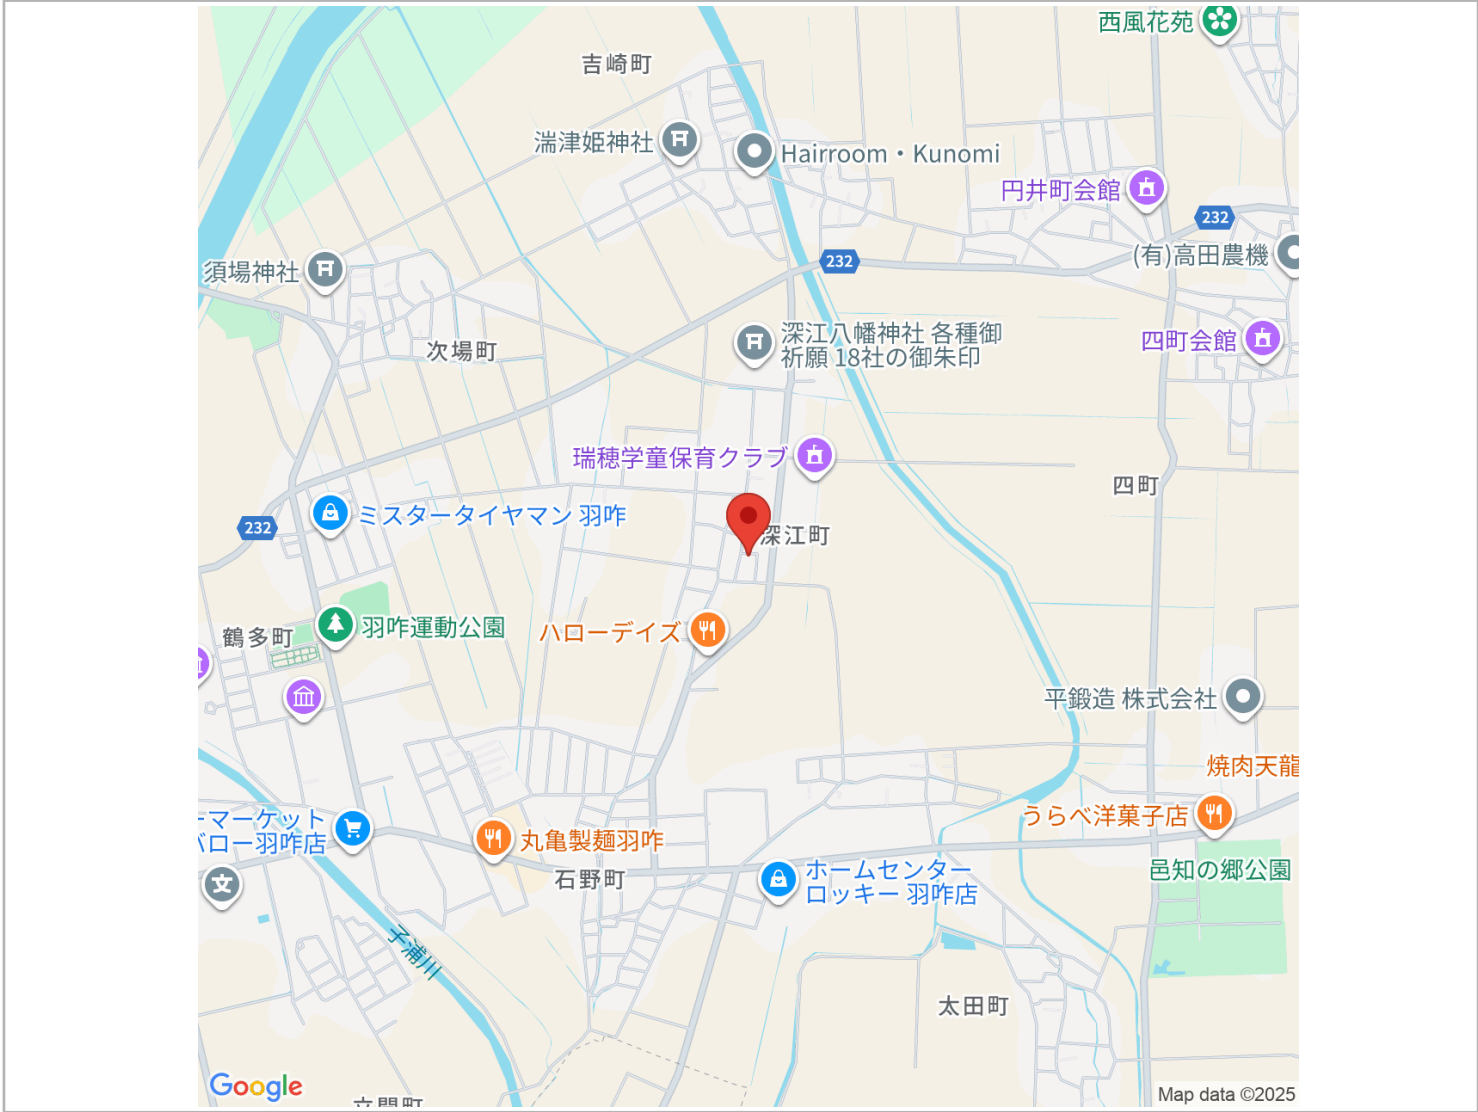 西風花苑
吉崎町
湍津姫神社
Hairroom・Kunomi
円井町会館
232
232
(有)高田農機
須場神社
深江八幡神社 各種御
祈願 18社の御朱印
四町会館
次場町
瑞穂学童保育クラブ
四町
ミスタータイヤマン 羽咋
232
深江町
羽咋運動公園
ハローデイズ
鶴多町
平鍛造 株式会社
焼肉天龍
うらべ洋菓子店
ーマーケット
バロー羽咋店
丸亀製麺羽咋
石野町
ホームセンター
ロッキー 羽咋店
邑知の郷公園
文
子浦川
太田町
Google
Map data ©2025